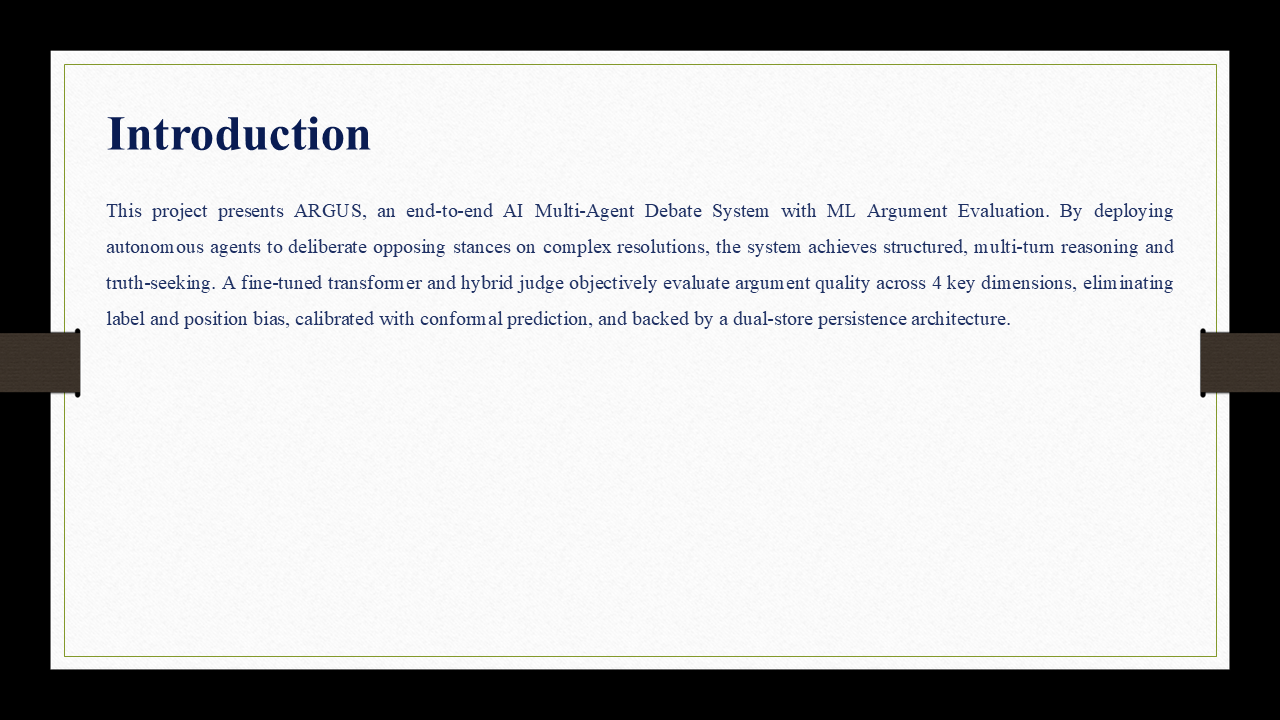 Introduction
This project presents ARGUS, an end-to-end AI Multi-Agent Debate System with ML Argument Evaluation. By deploying
autonomous agents to deliberate opposing stances on complex resolutions, the system achieves structured, multi-turn reasoning and
truth-seeking. A fine-tuned transformer and hybrid judge objectively evaluate argument quality across 4 key dimensions, eliminating
label and position bias, calibrated with conformal prediction, and backed by a dual-store persistence architecture.